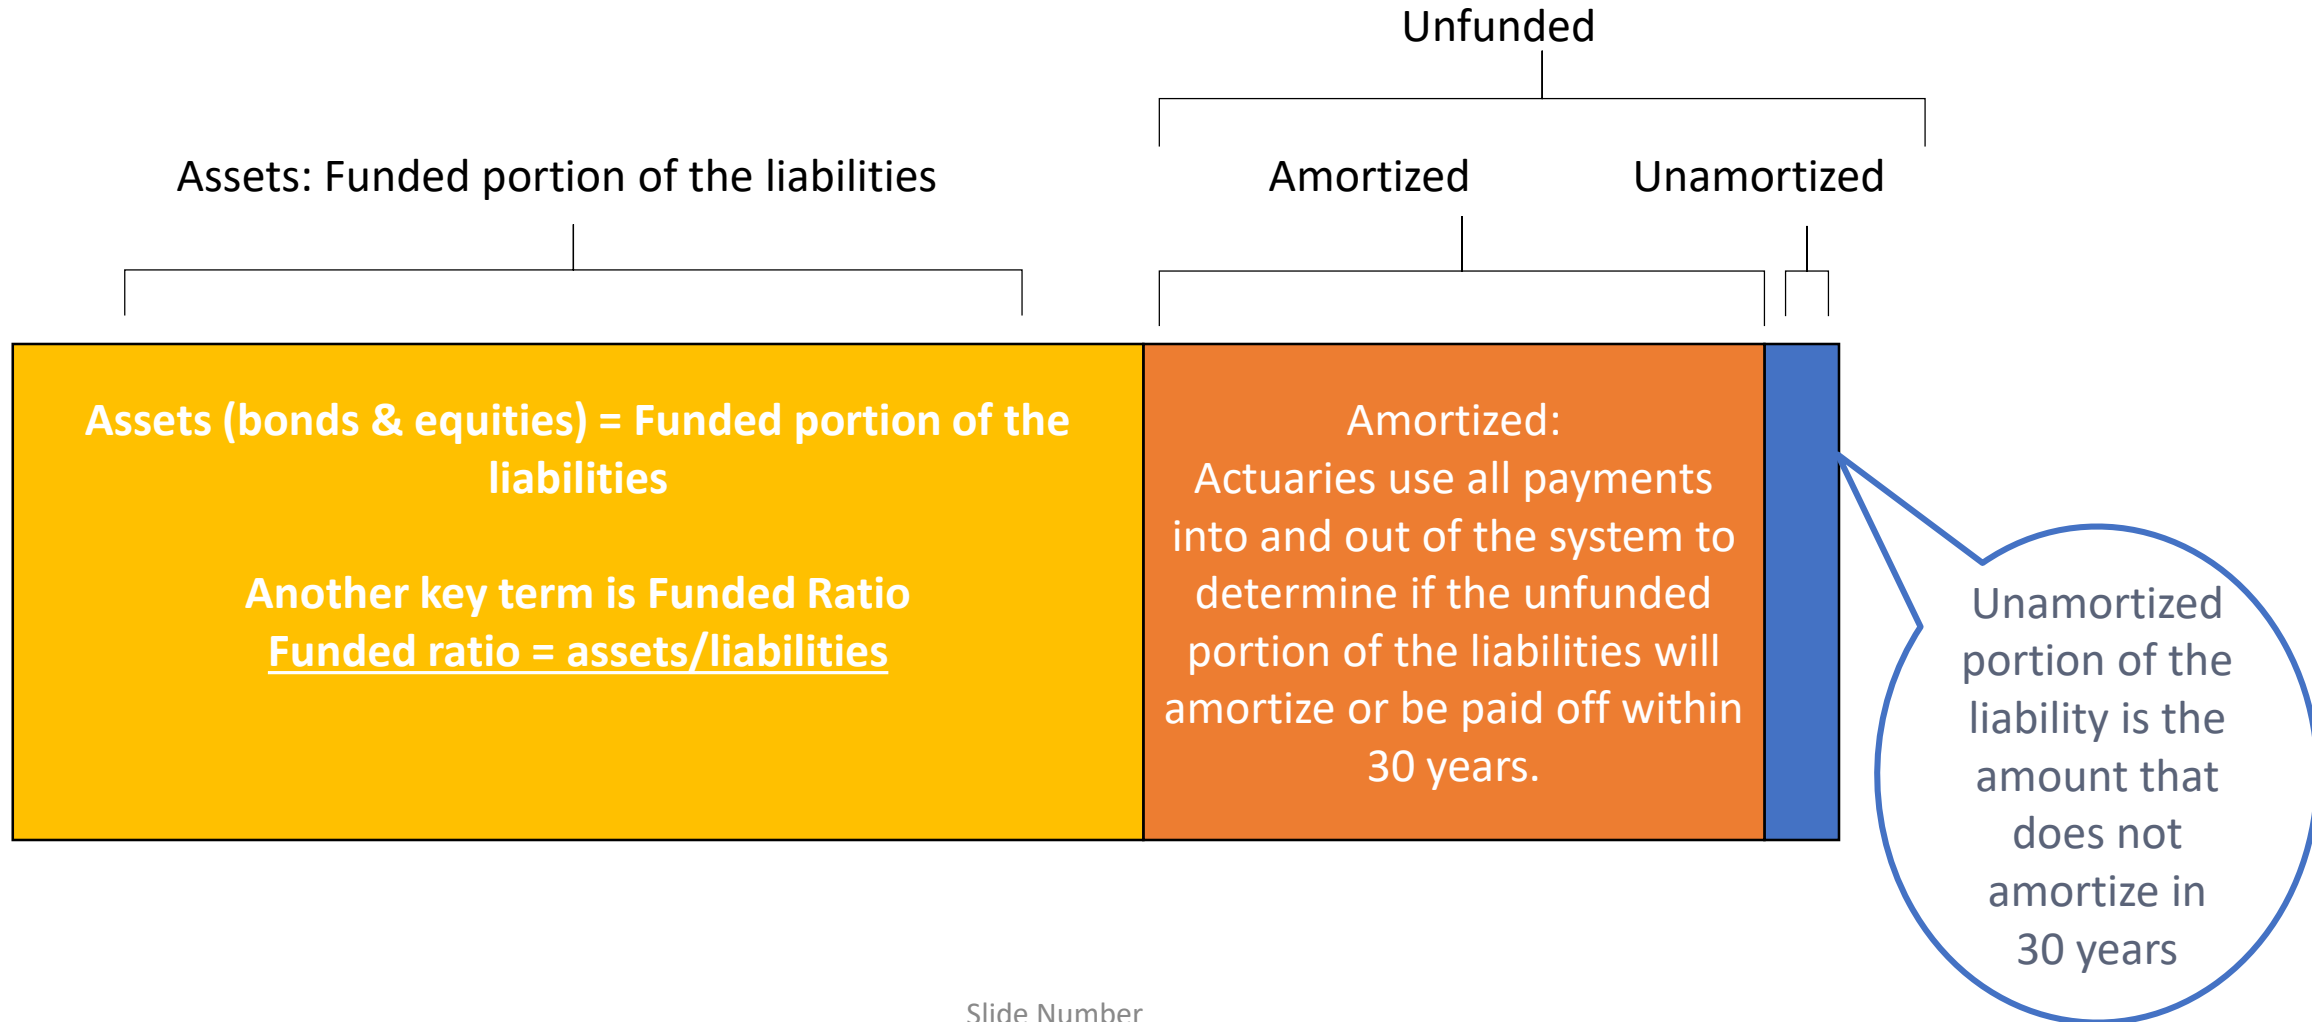 Unfunded
Assets: Funded portion of the liabilities
Amortized
Unamortized
Assets (bonds & equities) = Funded portion of the
liabilities
Another key term is Funded Ratio
Funded ratio = assets/liabilities
Amortized:
Actuaries use all payments
into and out of the system to
determine if the unfunded
portion of the liabilities will
amortize or be paid off within
30 years.
Unamortized
portion of the
liability is the
amount that
does not
amortize in
30 years
Slide Number